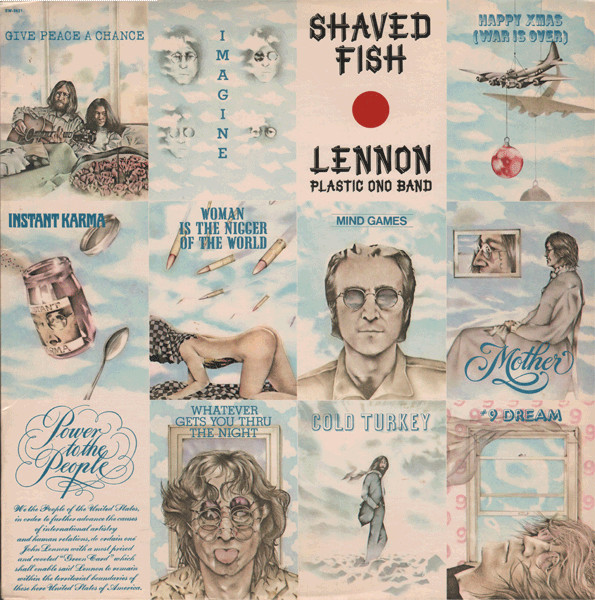 GIVE PEACE A CHANCE
IMAGINE
SHAVED
FISH
LENNON
PLASTIC ONO BAND
HAPPY XMAS
(WAR IS OVER)
INSTANT KARMA
INSTANT
KARMA
WOMAN
IS THE NIGGER
OF THE WORLD
MIND GAMES
Mother
Power
to the
People
We the People of the United States,
in order to further advance the causes
of international artistry
and human relations, do ordain one
John Lennon with a most prized
and coveted "Green Card" which
shall enable said Lennon to remain
within the territorial boundaries of
these here United States of America.
WHATEVER
GETS YOU THRU
THE NIGHT
COLD TURKEY
#9 DREAM